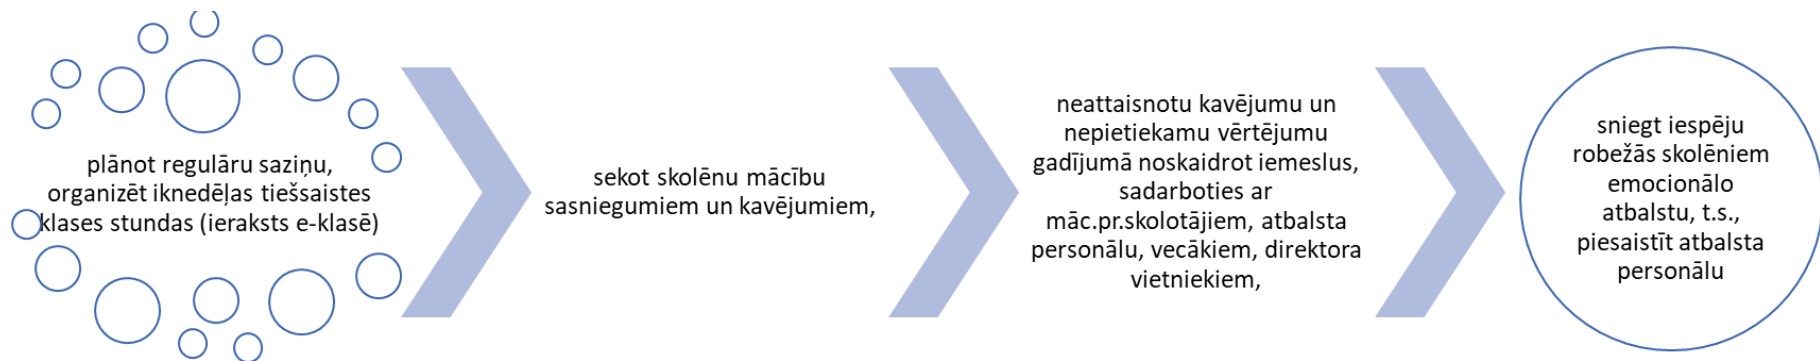 plānot regulāru saziņu,
organizēt iknedēļas tiešsaistes
klases stundas (ieraksts e-klasē)
sekot skolēnu mācību
sasniegumiem un kavējumiem,
neattaisnotu kavējumu un
nepietiekamu vērtējumu
gadījumā noskaidrot iemeslus,
sadarboties ar
māc.pr.skolotājiem, atbalsta
personālu, vecākiem, direktora
vietniekiem,
sniegt iespēju
robežās skolēniem
emocionālo
atbalstu, t.s.,
piesaistīt atbalsta
personālu